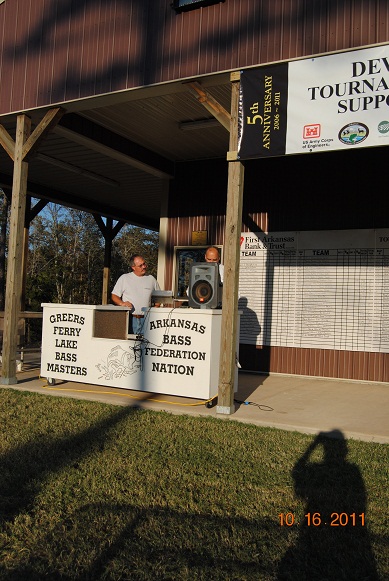 5th
ANNIVERSARY
2006 ~ 2011
DEV
TOURNA
SUPP
US Army Corps
of Engineers
First Arkansas
Bank & Trust
TEAM
TEAM
GREERS
FERRY
LAKE
BASS
MASTERS
ARKANSAS
BASS
FEDERATION
NATION
10 16 2011